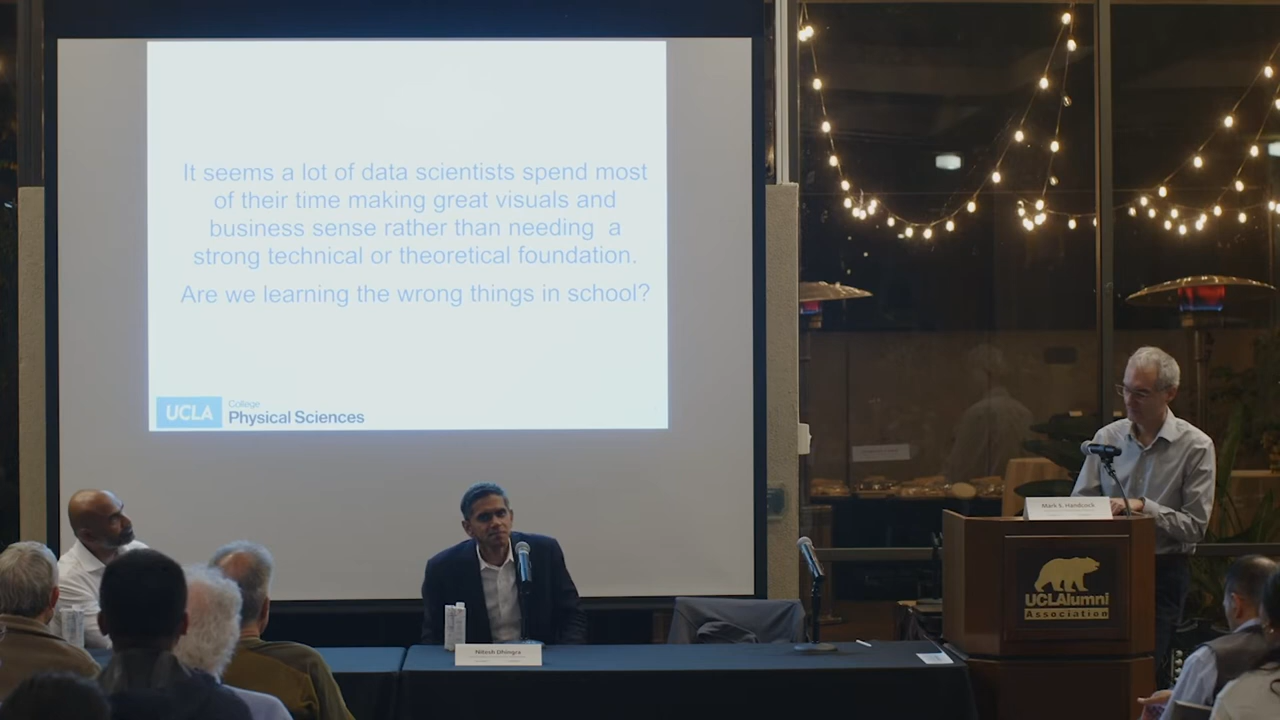 It seems a lot of data scientists spend most
of their time making great visuals and
business sense rather than needing a
strong technical or theoretical foundation.
Are we learning the wrong things in school?
UCLA
College
Physical Sciences
Mark S. Handcock
UCLAlumni
Association
Nitesh Dhingra